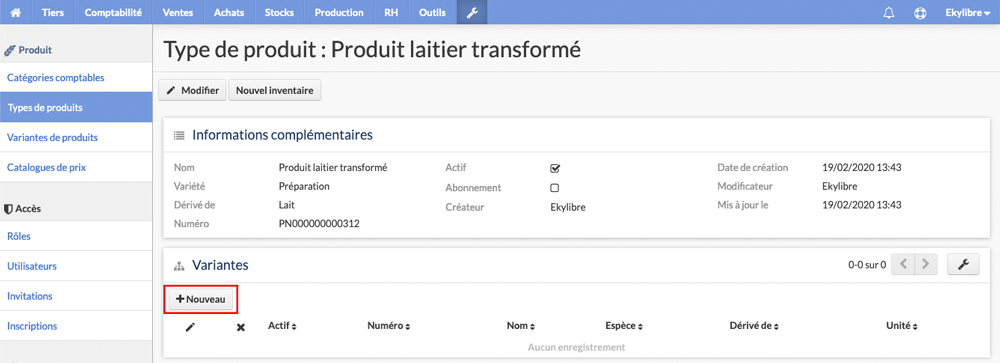 Tiers Comptabilité Ventes Achats Stocks Production RH Outils Ekylibre
Produit
Catégories comptables
Types de produits
Variantes de produits
Catalogues de prix
Accès
Rôles
Utilisateurs
Invitations
Inscriptions
Type de produit : Produit laitier transformé
Modifier Nouvel inventaire
Informations complémentaires
Nom Produit laitier transformé Actif Date de création 19/02/2020 13:43
Variété Préparation Abonnement Modificateur Ekylibre
Dérivé de Lait Créateur Ekylibre Mis à jour le 19/02/2020 13:43
Numéro PN000000000312
Variantes 0-0 sur 0
+Nouveau
Actif Numéro Nom Espèce Dérivé de Unité
Aucun enregistrement